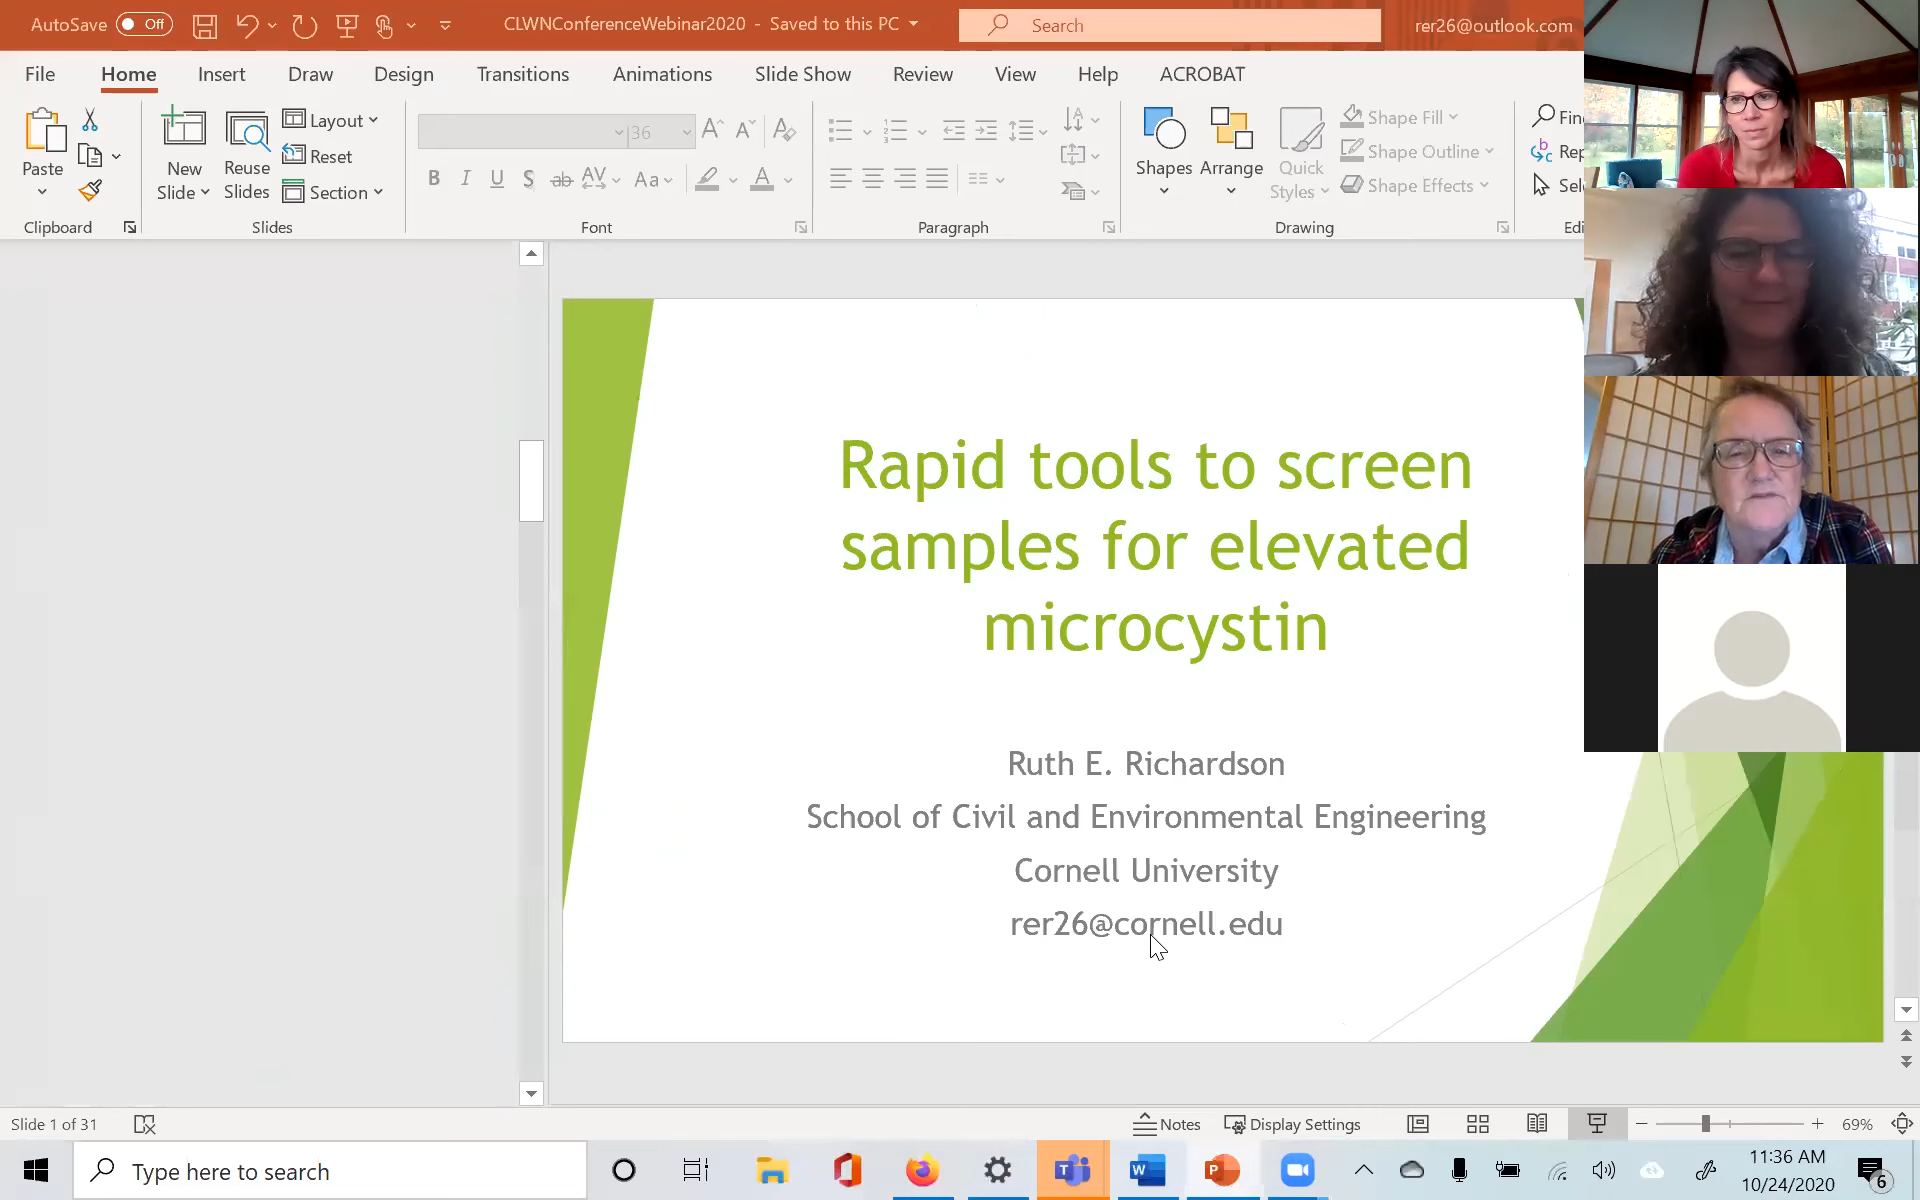 AutoSave Off CLWNConferenceWebinar2020 - Saved to this PC Search rer26@outlook.com
File Home Insert Draw Design Transitions Animations Slide Show Review View Help ACROBAT
Paste
New Slide
Reuse Slides
Layout
Reset
Section
36
B I U S ab AV Aa A
Shapes Arrange Quick Styles
Shape Fill
Shape Outline
Shape Effects
Clipboard Slides Font Paragraph Drawing
Rapid tools to screen
samples for elevated
microcystin
Ruth E. Richardson
School of Civil and Environmental Engineering
Cornell University
rer26@cornell.edu
Slide 1 of 31 Notes Display Settings 69%
Type here to search
11:36 AM
10/24/2020
6